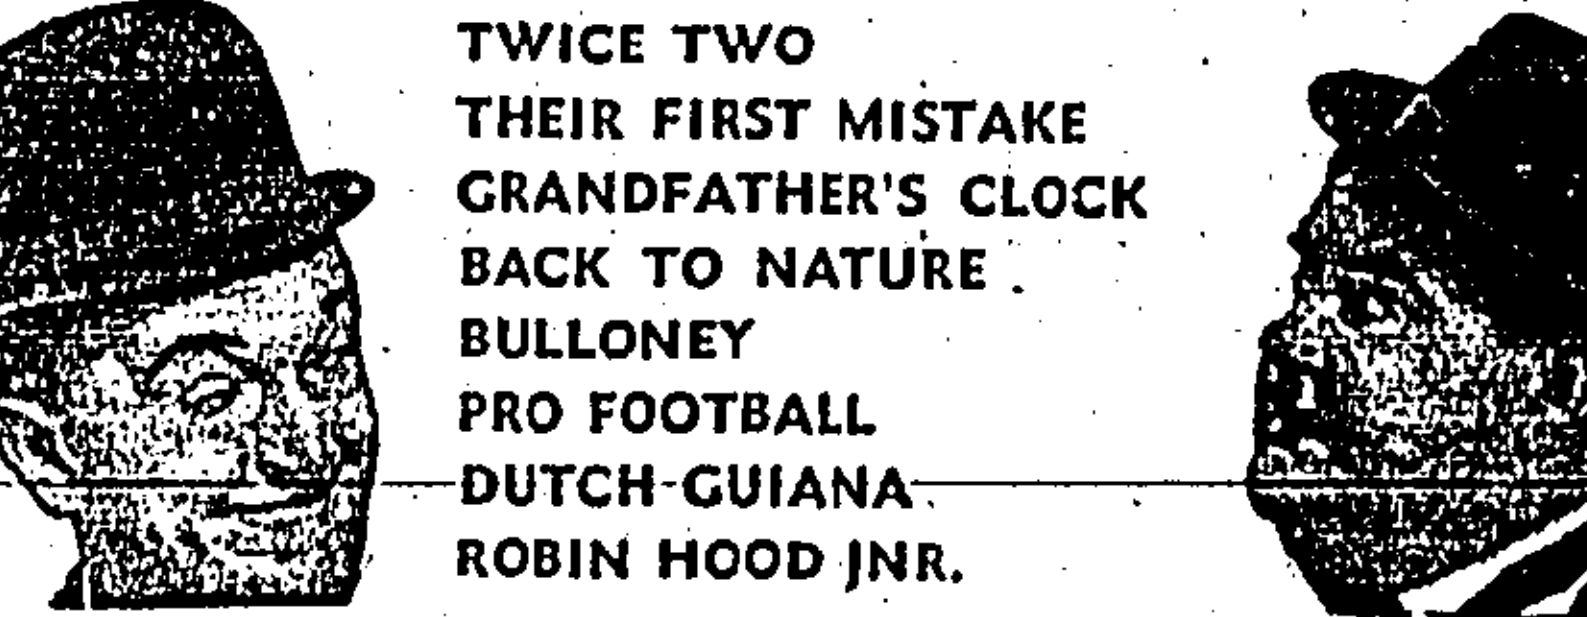 TWICE TWO
THEIR FIRST MISTAKE
GRANDFATHER'S CLOCK
BACK TO NATURE
BULLONEY
PRO FOOTBALL
DUTCH GUIANA
ROBIN HOOD JNR.